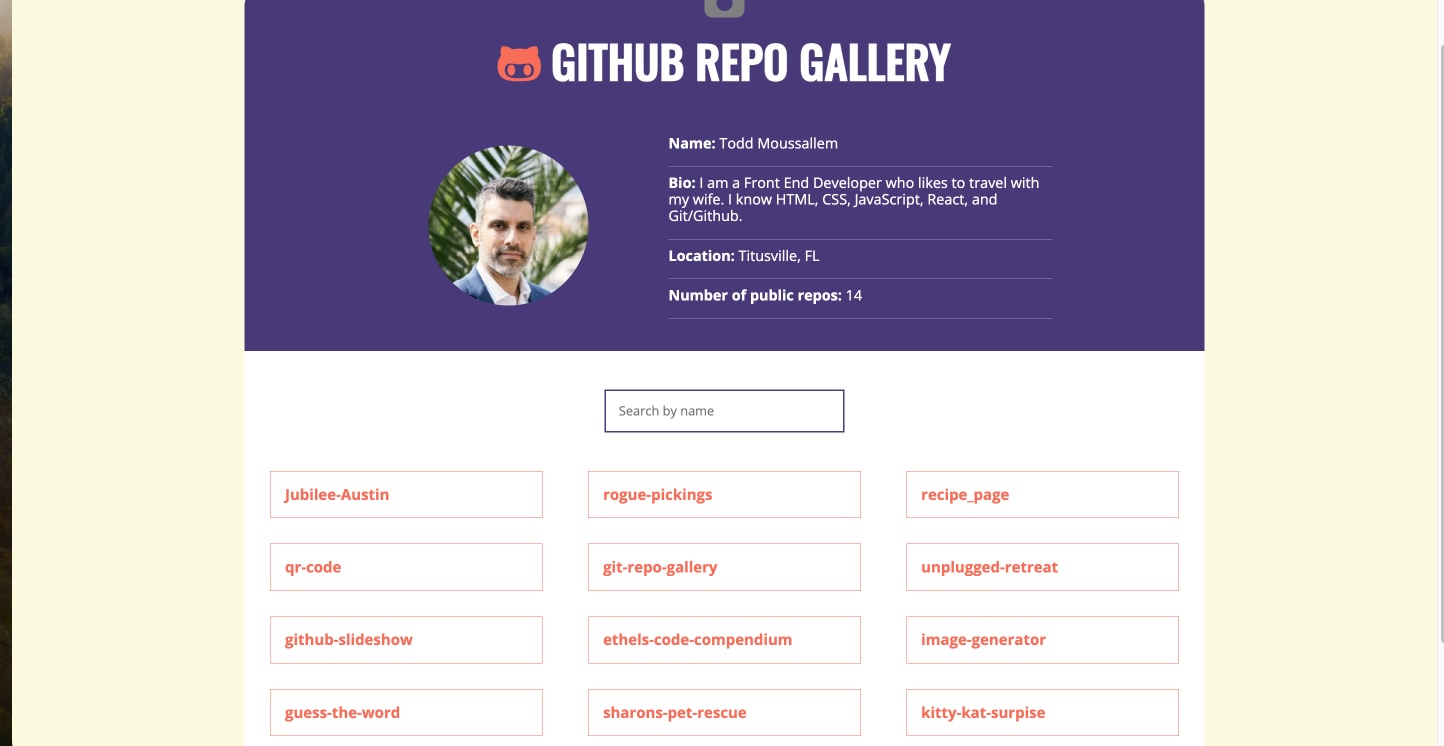 GITHUB REPO GALLERY
Name: Todd Moussallem
Bio: I am a Front End Developer who likes to travel with
my wife. I know HTML, CSS, JavaScript, React, and
Git/Github.
Location: Titusville, FL
Number of public repos: 14
Search by name
Jubilee-Austin
rogue-pickings
recipe_page
qr-code
git-repo-gallery
unplugged-retreat
github-slideshow
ethels-code-compendium
image-generator
guess-the-word
sharons-pet-rescue
kitty-kat-surpise